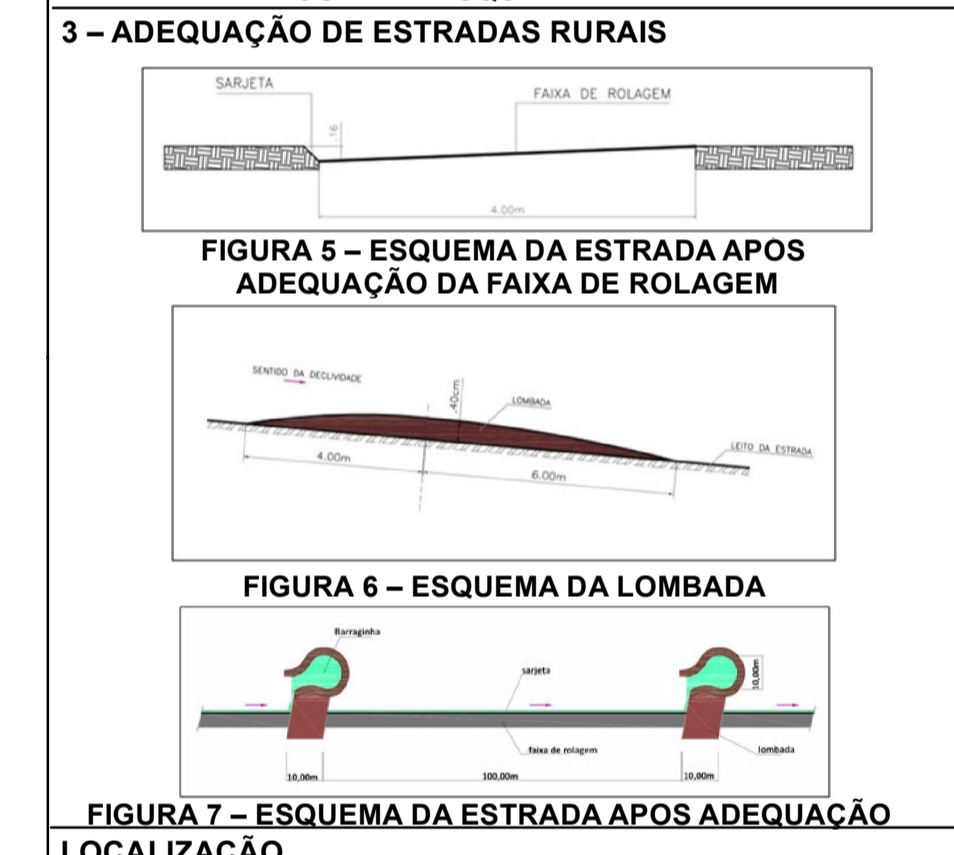 3 – ADEQUAÇÃO DE ESTRADAS RURAIS
SARJETA
FAIXA DE ROLAGEM
.16
4.00m
FIGURA 5 – ESQUEMA DA ESTRADA APOS
ADEQUAÇÃO DA FAIXA DE ROLAGEM
SENTIDO DA DECLIVIDADE
.40cm
LOMBADA
LEITO DA ESTRADA
4.00m
6.00m
FIGURA 6 – ESQUEMA DA LOMBADA
Barraginha
sarjeta
10,00m
faixa de rolagem
lombada
10,00m
100,00m
10,00m
FIGURA 7 – ESQUEMA DA ESTRADA APOS ADEQUAÇÃO
LOCALIZAÇÃO